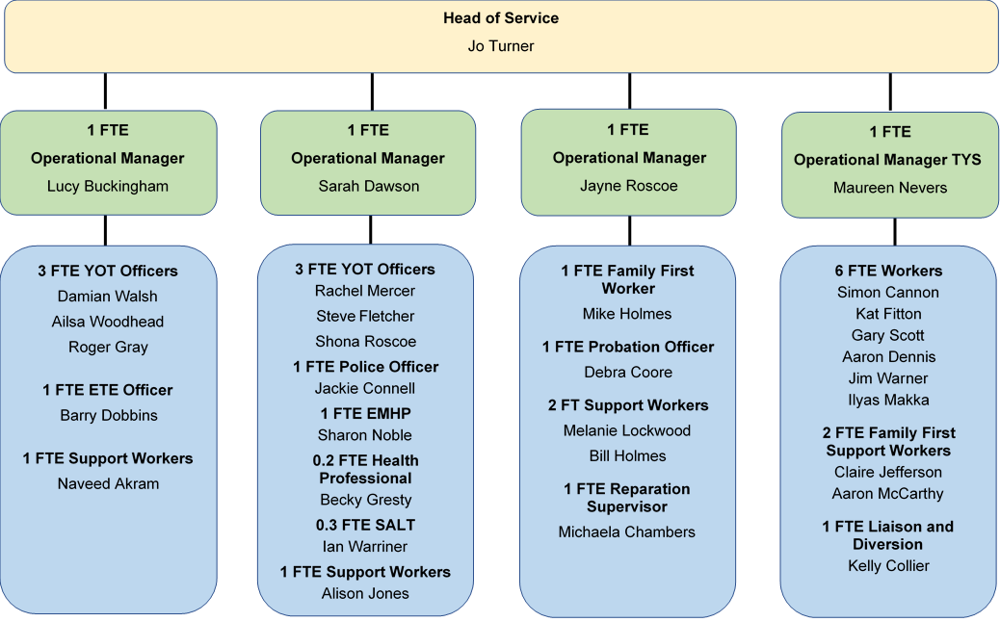 Head of Service
Jo Turner
1 FTE
Operational Manager
Lucy Buckingham
3 FTE YOT Officers
Damian Walsh
Ailsa Woodhead
Roger Gray
1 FTE ETE Officer
Barry Dobbins
1 FTE Support Workers
Naveed Akram
1 FTE
Operational Manager
Sarah Dawson
3 FTE YOT Officers
Rachel Mercer
Steve Fletcher
Shona Roscoe
1 FTE Police Officer
Jackie Connell
1 FTE EMHP
Sharon Noble
0.2 FTE Health
Professional
Becky Gresty
0.3 FTE SALT
Ian Warriner
1 FTE Support Workers
Alison Jones
1 FTE
Operational Manager
Jayne Roscoe
1 FTE Family First
Worker
Mike Holmes
1 FTE Probation Officer
Debra Coore
2 FT Support Workers
Melanie Lockwood
Bill Holmes
1 FTE Reparation
Supervisor
Michaela Chambers
1 FTE
Operational Manager TYS
Maureen Nevers
6 FTE Workers
Simon Cannon
Kat Fitton
Gary Scott
Aaron Dennis
Jim Warner
Ilyas Makka
2 FTE Family First
Support Workers
Claire Jefferson
Aaron McCarthy
1 FTE Liaison and
Diversion
Kelly Collier